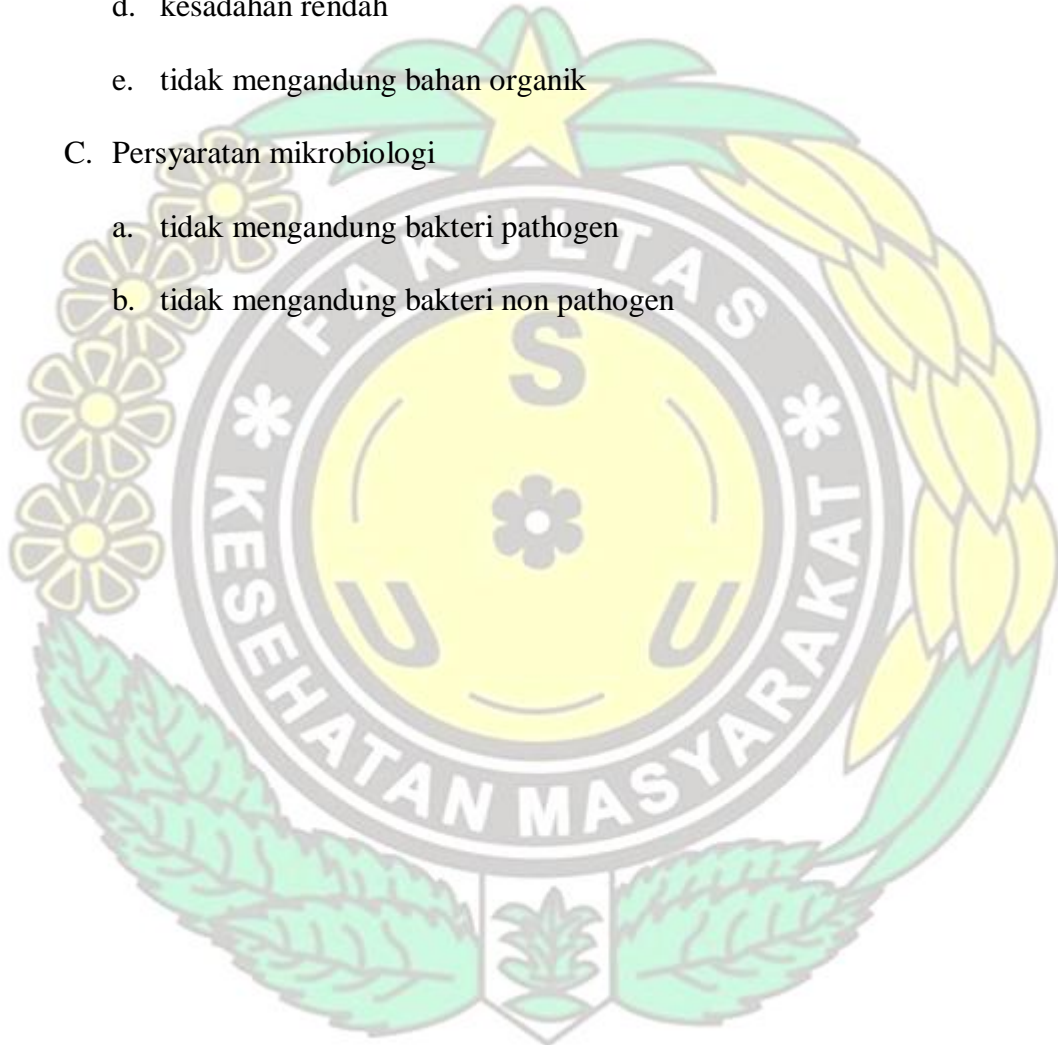 d. kesadahan rendah
e. tidak mengandung bahan organik
C. Persyaratan mikrobiologi
a. tidak mengandung bakteri pathogen
b. tidak mengandung bakteri non pathogen
FAKULTAS
KESEHATAN MASYARAKAT
U S U